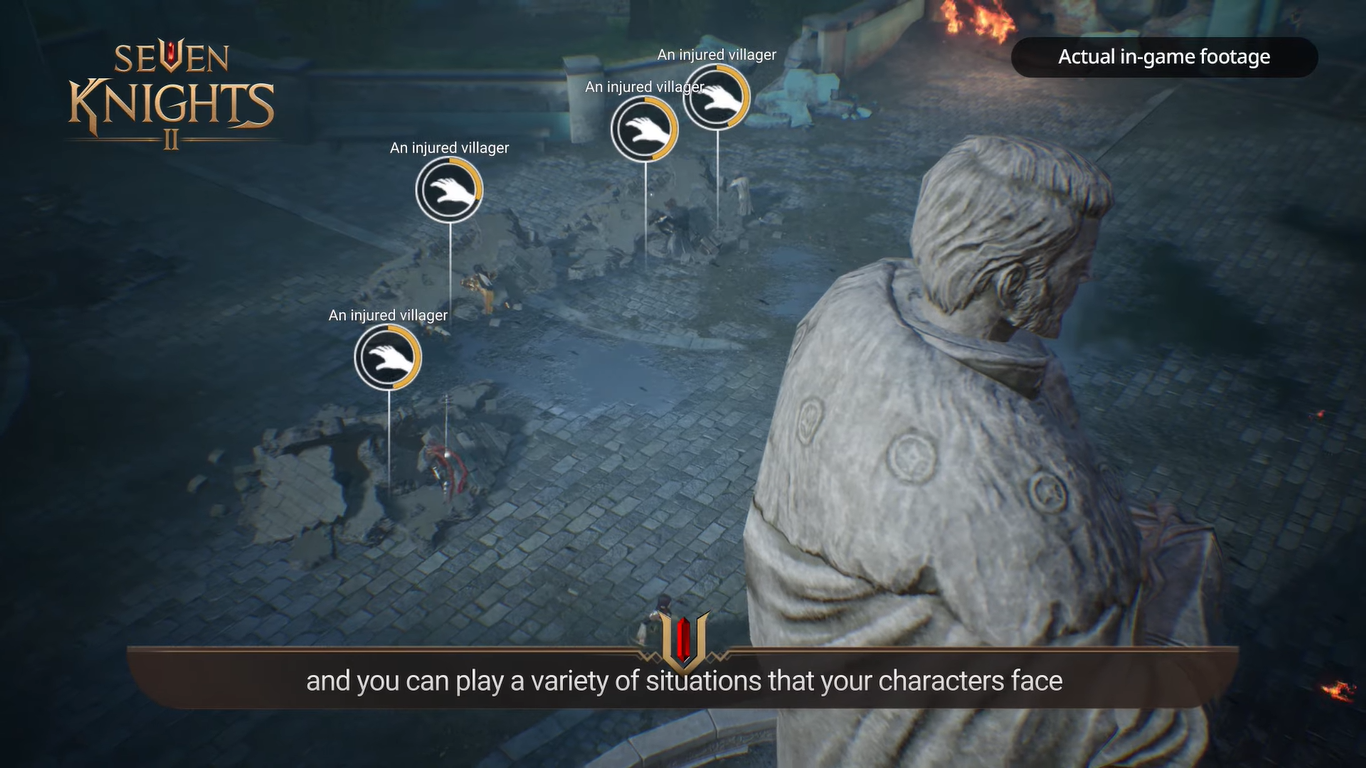 SEVEN
KNIGHTS
II
Actual in-game footage
An injured villager
An injured villager
An injured villager
An injured villager
and you can play a variety of situations that your characters face